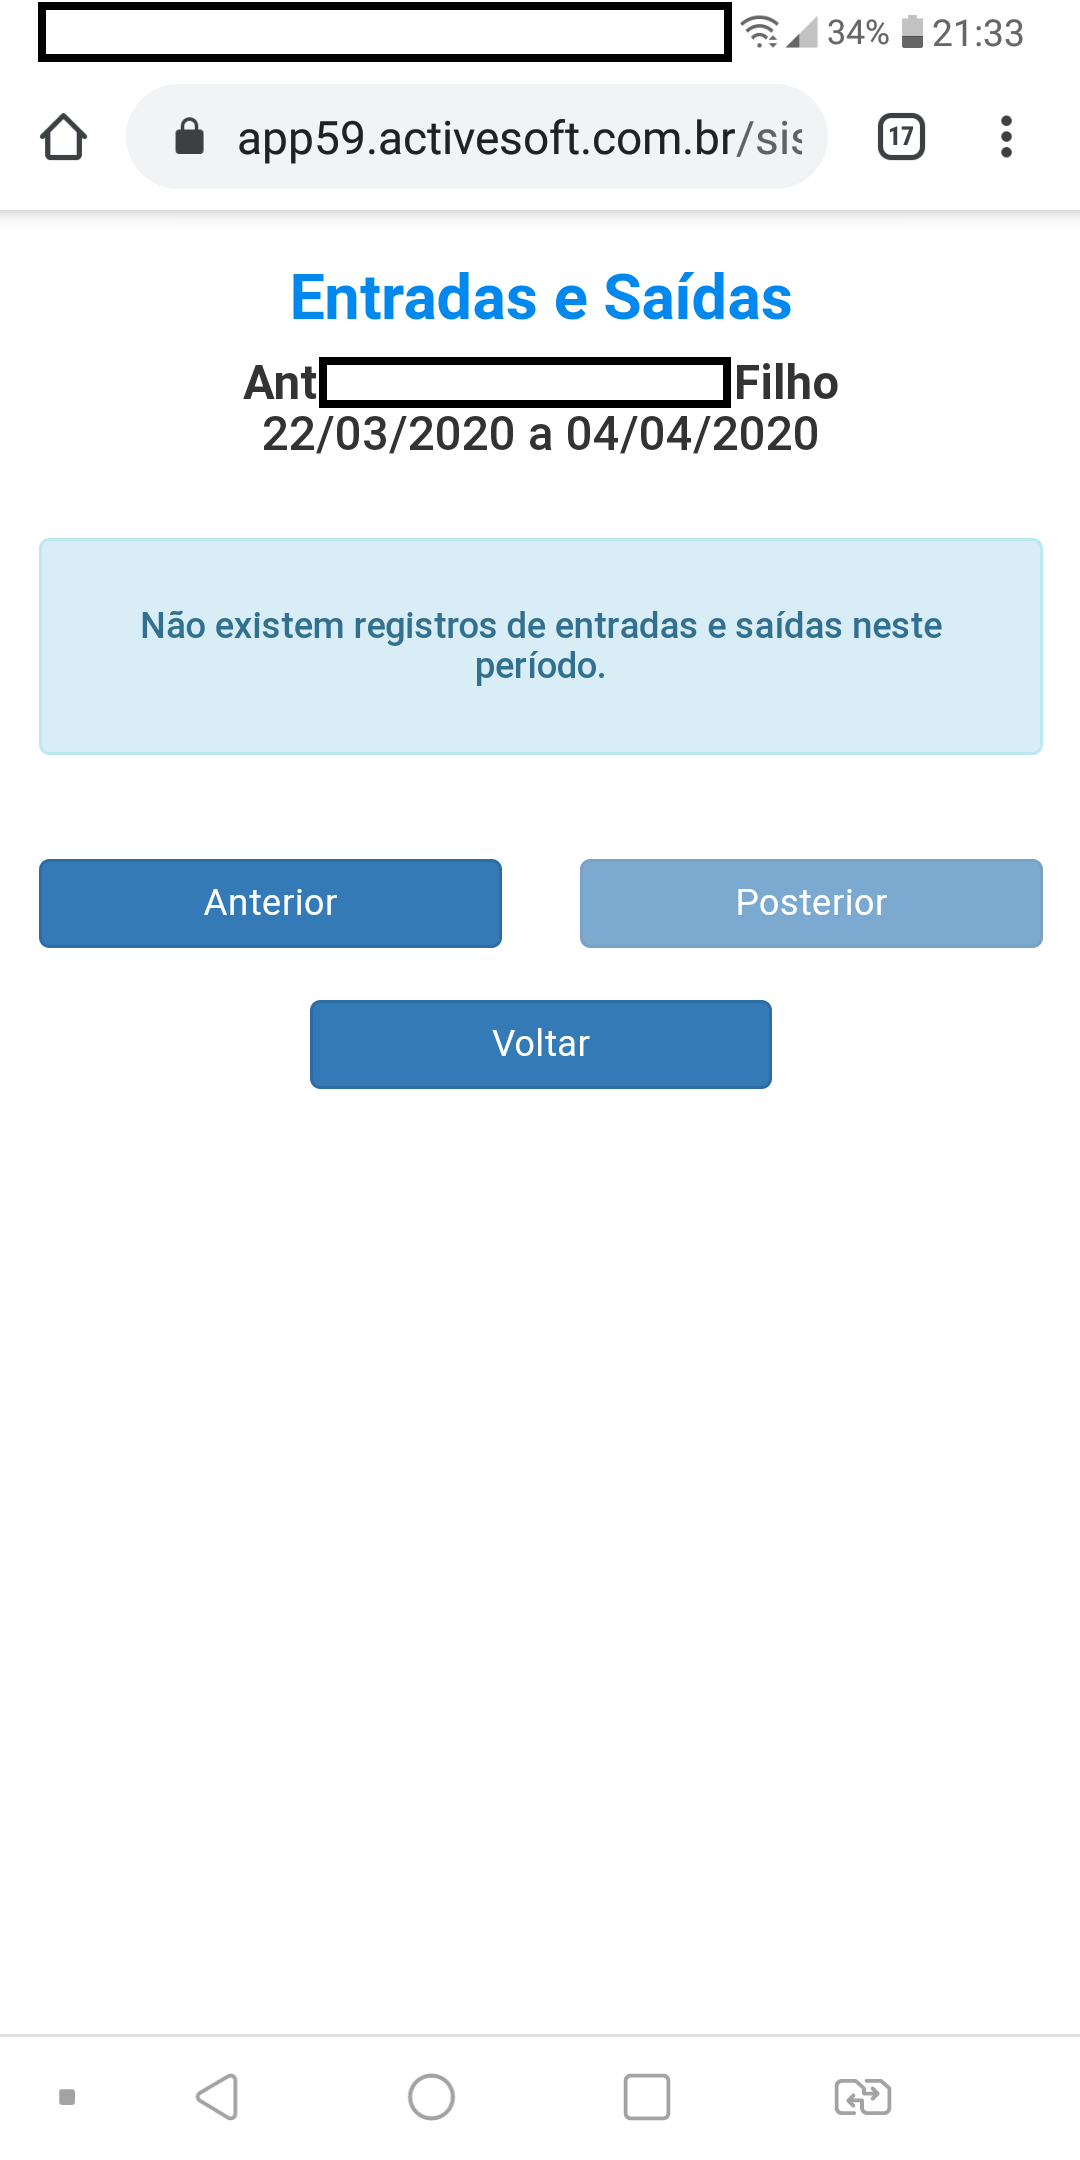 34% 21:33
app59.activesoft.com.br/sis
17
Entradas e Saídas
Ant Filho
22/03/2020 a 04/04/2020
Não existem registros de entradas e saídas neste
período.
Anterior Posterior
Voltar